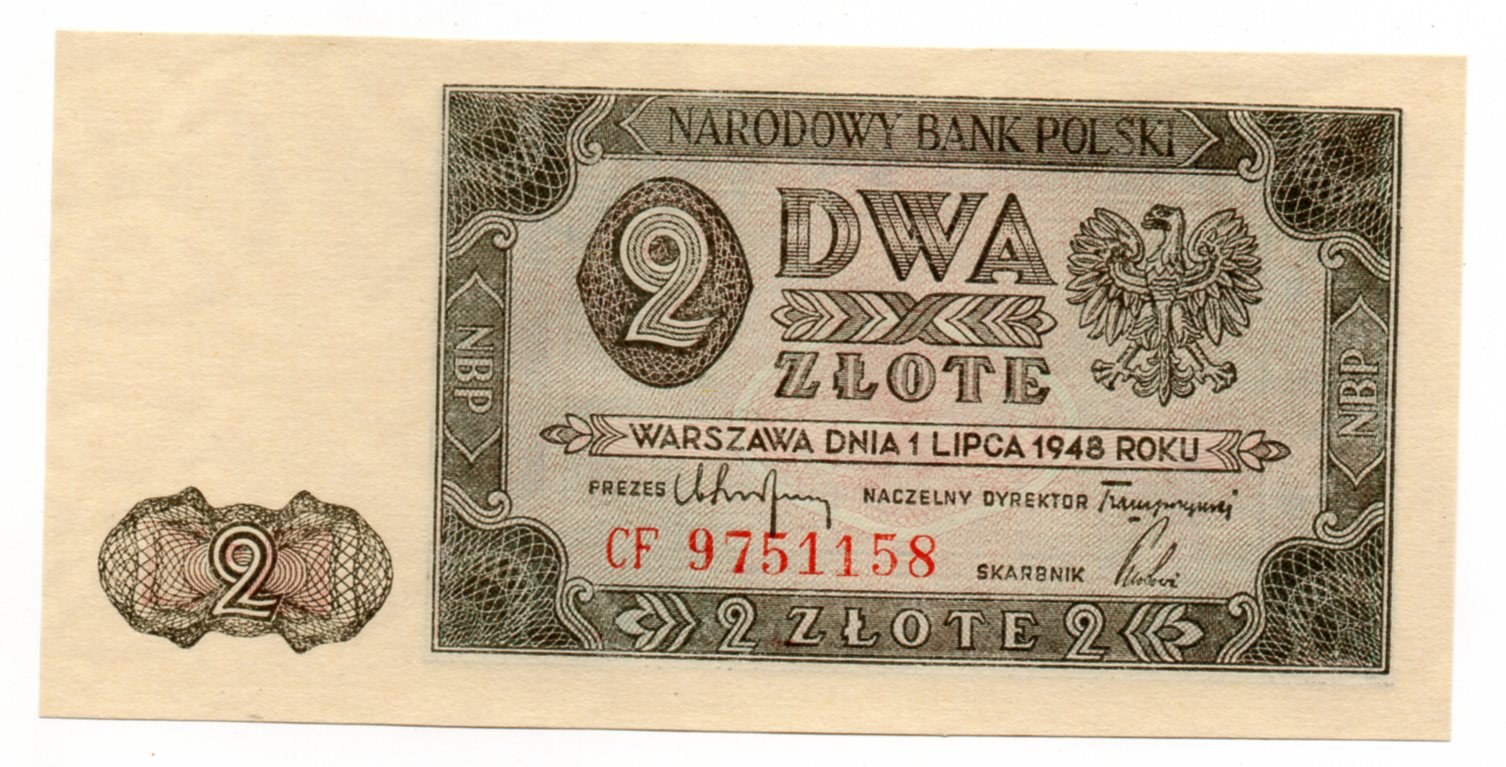 NARODOWY BANK POLSKI
2
DWA
ZŁOTE
NBP
NBP
WARSZAWA DNIA 1 LIPCA 1948 ROKU
PREZES NACZELNY DYREKTOR
CF 9751158
SKARBNIK
2
2 ZŁOTE 2